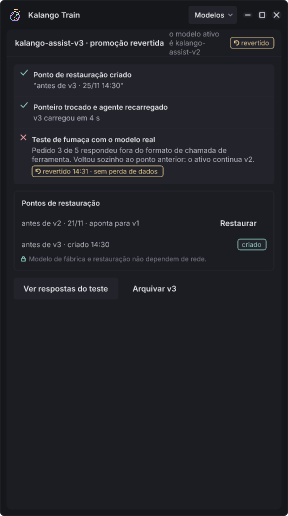 Kalango Train
Modelos
kalango-assist-v3 · promoção revertida
o modelo ativo
é kalango-
assist-v2
revertido
Ponto de restauração criado
"antes de v3 · 25/11 14:30"
Ponteiro trocado e agente recarregado
v3 carregou em 4 s
Teste de fumaça com o modelo real
Pedido 3 de 5 respondeu fora do formato de chamada de
ferramenta. Voltou sozinho ao ponto anterior: o ativo continua v2.
revertido 14:31 · sem perda de dados
Pontos de restauração
antes de v2 · 21/11 · aponta para v1
Restaurar
antes de v3 · criado 14:30
criado
Modelo de fábrica e restauração não dependem de rede.
Ver respostas do teste
Arquivar v3